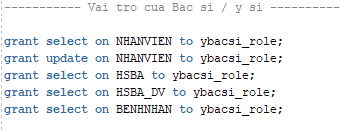 ----------- Vai tro cua Bac si / y si ----------
grant select on NHANVIEN to ybacsi_role;
grant update on NHANVIEN to ybacsi_role;
grant select on HSBA to ybacsi_role;
grant select on HSBA_DV to ybacsi_role;
grant select on BENHNHAN to ybacsi_role;